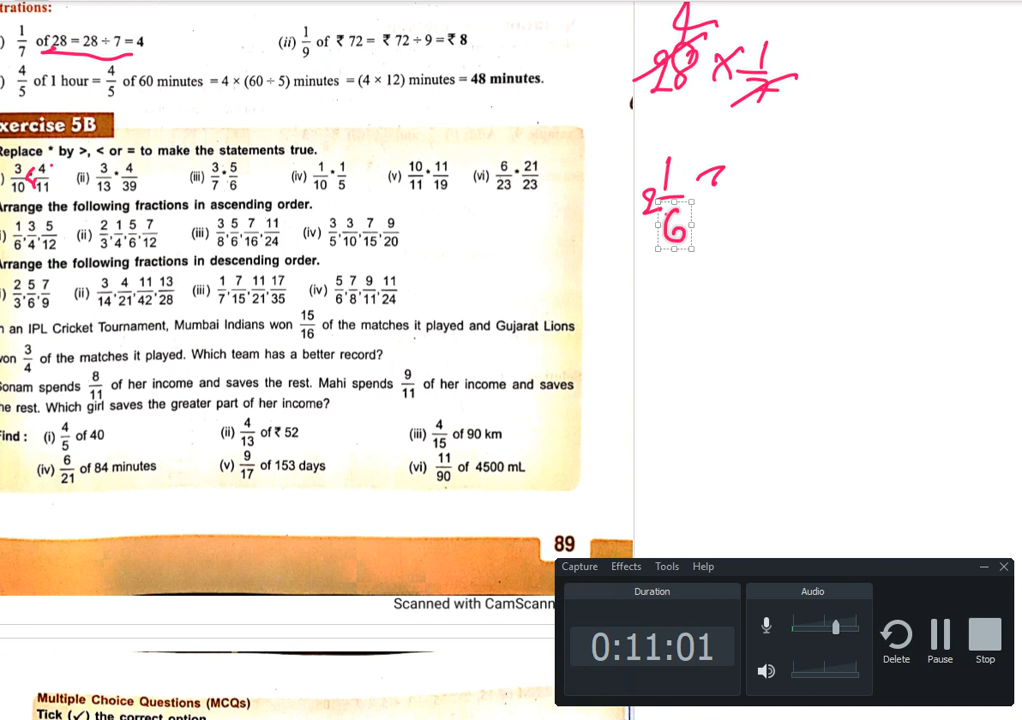 trations:
) 1/7 of 28 = 28 ÷ 7 = 4 (ii) 1/9 of ₹ 72 = ₹ 72 ÷ 9 = ₹ 8
) 4/5 of 1 hour = 4/5 of 60 minutes = 4 × (60 ÷ 5) minutes = (4 × 12) minutes = 48 minutes.
xercise 5B
Replace * by >, < or = to make the statements true.
) 3/10 < 4/11 (ii) 3/13 * 4/39 (iii) 3/7 * 5/6 (iv) 1/10 * 1/5 (v) 10/11 * 11/19 (vi) 6/23 * 21/23
Arrange the following fractions in ascending order.
) 1/6, 3/4, 5/12 (ii) 2/3, 1/4, 5/6, 7/12 (iii) 3/8, 5/6, 7/16, 11/24 (iv) 3/5, 3/10, 7/15, 9/20
Arrange the following fractions in descending order.
) 2/3, 5/6, 7/9 (ii) 3/14, 4/21, 11/42, 13/28 (iii) 1/7, 7/15, 11/21, 17/35 (iv) 5/6, 7/8, 9/11, 11/24
n an IPL Cricket Tournament, Mumbai Indians won 15/16 of the matches it played and Gujarat Lions
von 3/4 of the matches it played. Which team has a better record?
Sonam spends 8/11 of her income and saves the rest. Mahi spends 9/11 of her income and saves
he rest. Which girl saves the greater part of her income?
Find : (i) 4/5 of 40 (ii) 4/13 of ₹ 52 (iii) 4/15 of 90 km
(iv) 6/21 of 84 minutes (v) 9/17 of 153 days (vi) 11/90 of 4500 mL
89
Scanned with CamScann
Multiple Choice Questions (MCQs)
Tick (✓) the correct option
4
28 × 1/7
2 1/6
Capture Effects Tools Help
Duration
Audio
0:11:01
Delete Pause Stop